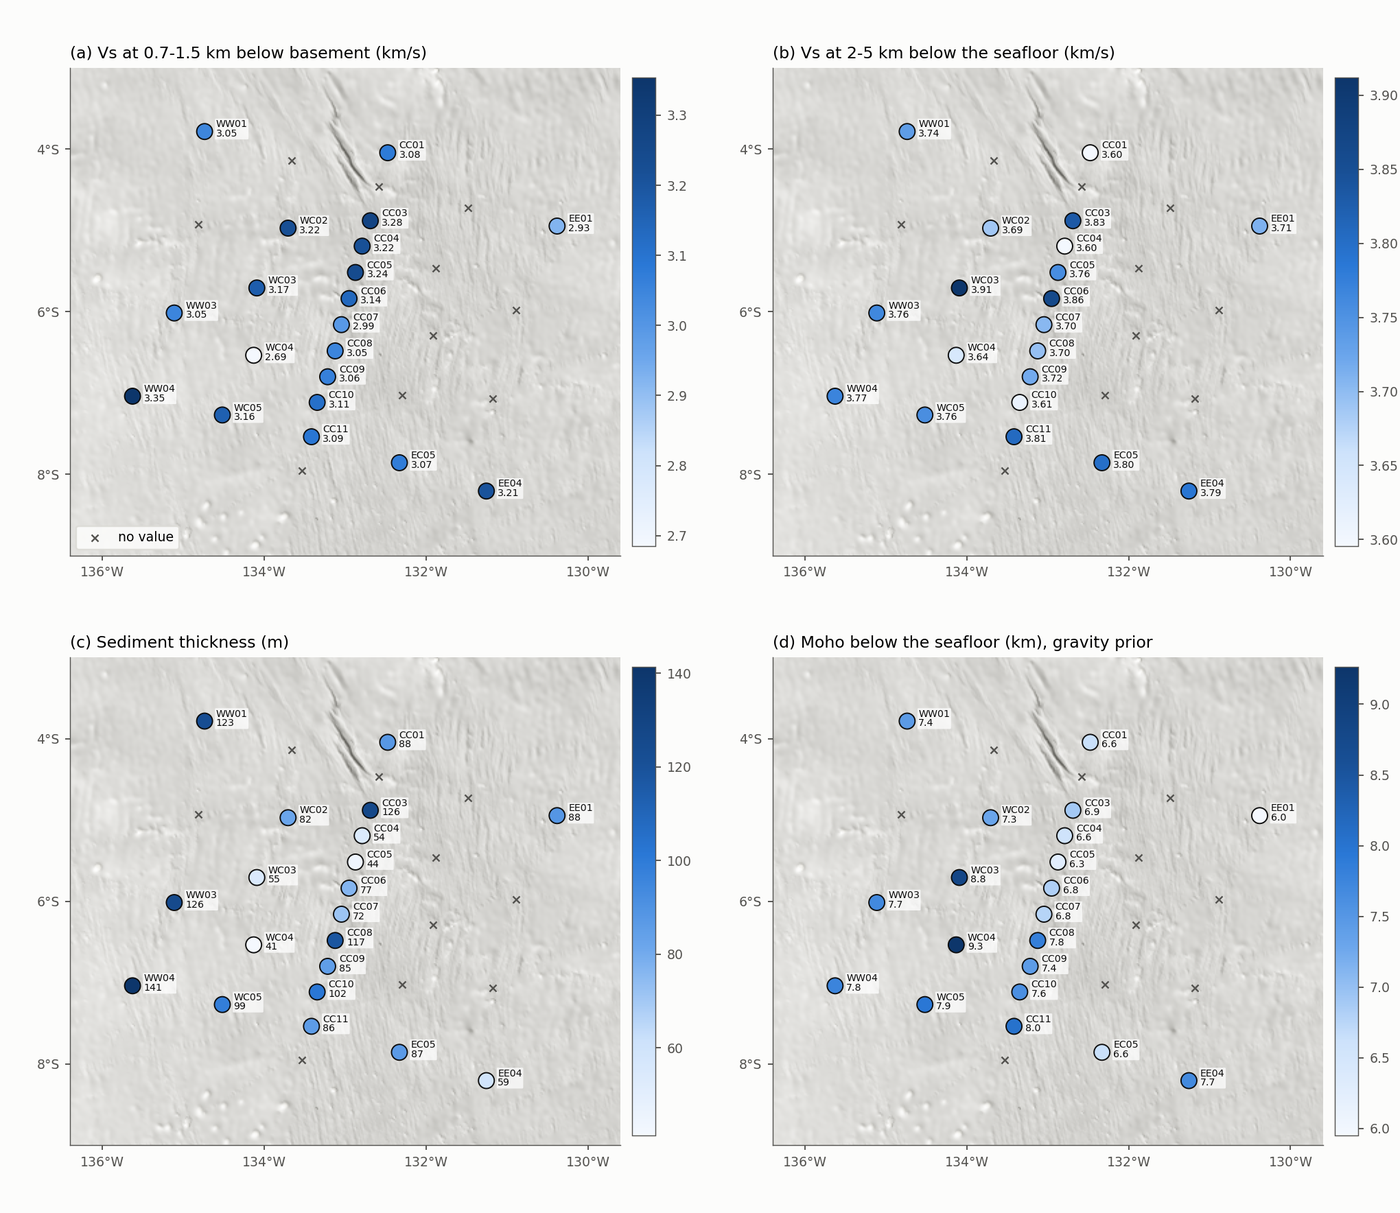 (a) Vs at 0.7-1.5 km below basement (km/s)
4°S
6°S
8°S
136°W
134°W
132°W
130°W
WW01
3.05
CC01
3.08
WC02
3.22
CC03
3.28
EE01
2.93
CC04
3.22
CC05
3.24
WC03
3.17
CC06
3.14
WW03
3.05
CC07
2.99
WC04
2.69
CC08
3.05
CC09
3.06
WW04
3.35
CC10
3.11
WC05
3.16
CC11
3.09
EC05
3.07
EE04
3.21
no value
3.3
3.2
3.1
3.0
2.9
2.8
2.7
(b) Vs at 2-5 km below the seafloor (km/s)
4°S
6°S
8°S
136°W
134°W
132°W
130°W
WW01
3.74
CC01
3.60
WC02
3.69
CC03
3.83
EE01
3.71
CC04
3.60
CC05
3.76
WC03
3.91
CC06
3.86
WW03
3.76
CC07
3.70
WC04
3.64
CC08
3.70
CC09
3.72
WW04
3.77
CC10
3.61
WC05
3.76
CC11
3.81
EC05
3.80
EE04
3.79
3.90
3.85
3.80
3.75
3.70
3.65
3.60
(c) Sediment thickness (m)
4°S
6°S
8°S
136°W
134°W
132°W
130°W
WW01
123
CC01
88
WC02
82
CC03
126
EE01
88
CC04
54
CC05
44
WC03
55
CC06
77
WW03
126
CC07
72
WC04
41
CC08
117
CC09
85
WW04
141
CC10
102
WC05
99
CC11
86
EC05
87
EE04
59
140
120
100
80
60
(d) Moho below the seafloor (km), gravity prior
4°S
6°S
8°S
136°W
134°W
132°W
130°W
WW01
7.4
CC01
6.6
WC02
7.3
CC03
6.9
EE01
6.0
CC04
6.6
CC05
6.3
WC03
8.8
CC06
6.8
WW03
7.7
CC07
6.8
WC04
9.3
CC08
7.8
CC09
7.4
WW04
7.8
CC10
7.6
WC05
7.9
CC11
8.0
EC05
6.6
EE04
7.7
9.0
8.5
8.0
7.5
7.0
6.5
6.0